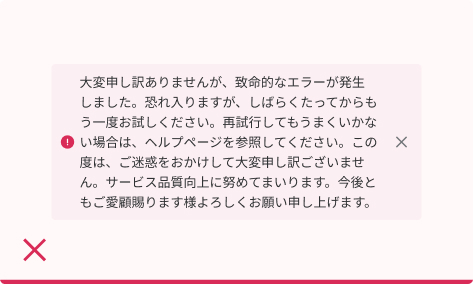 大変申し訳ありませんが、致命的なエラーが発生
しました。恐れ入りますが、しばらくたってからも
う一度お試しください。再試行してもうまくいかな
い場合は、ヘルプページを参照してください。この
度は、ご迷惑をおかけして大変申し訳ございませ
ん。サービス品質向上に努めてまいります。今後と
もご愛顧賜ります様よろしくお願い申し上げます。